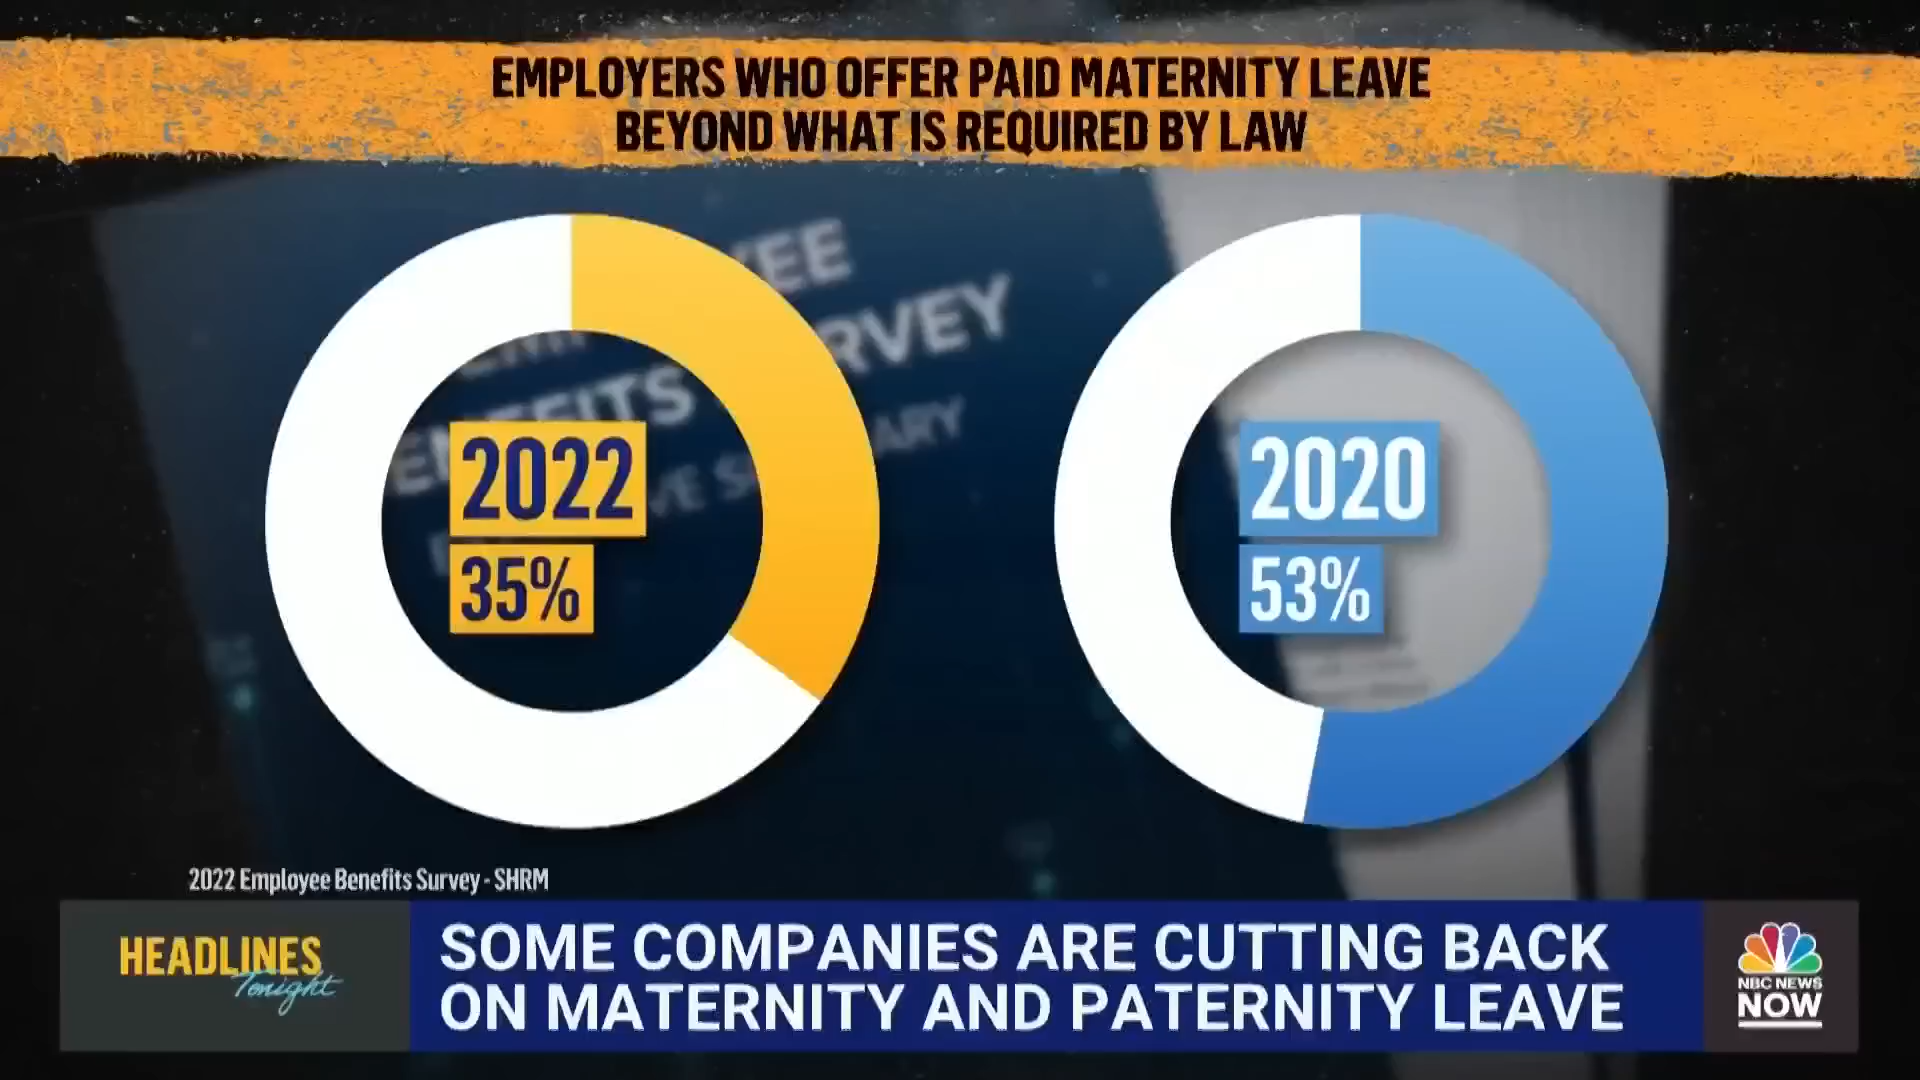 EMPLOYERS WHO OFFER PAID MATERNITY LEAVE
BEYOND WHAT IS REQUIRED BY LAW
RVEY
2022
35%
2020
53%
2022 Employee Benefits Survey - SHRM
HEADLINES
Tonight
SOME COMPANIES ARE CUTTING BACK
ON MATERNITY AND PATERNITY LEAVE
NBC NEWS
NOW